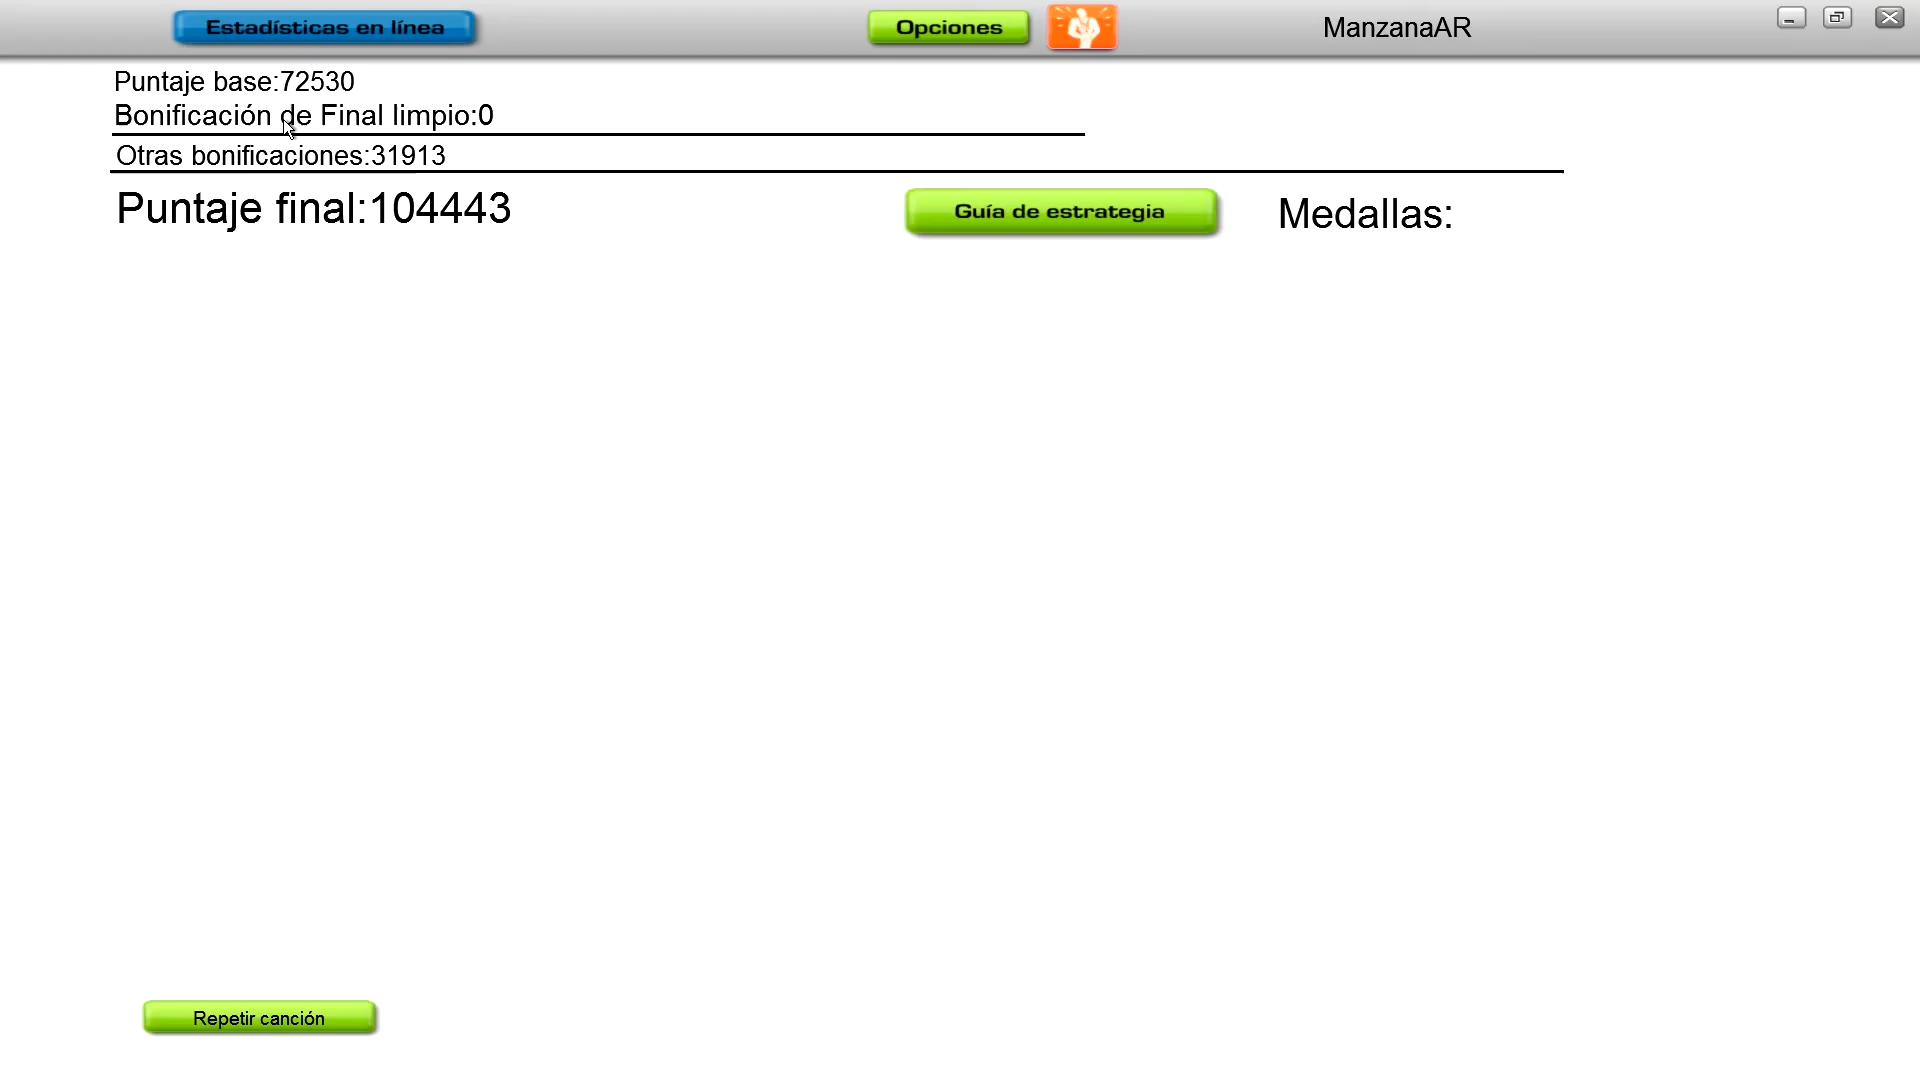 Estadísticas en línea
Opciones
ManzanaAR
Puntaje base:72530
Bonificación de Final limpio:0
Otras bonificaciones:31913
Puntaje final:104443
Guía de estrategia
Medallas:
Repetir canción